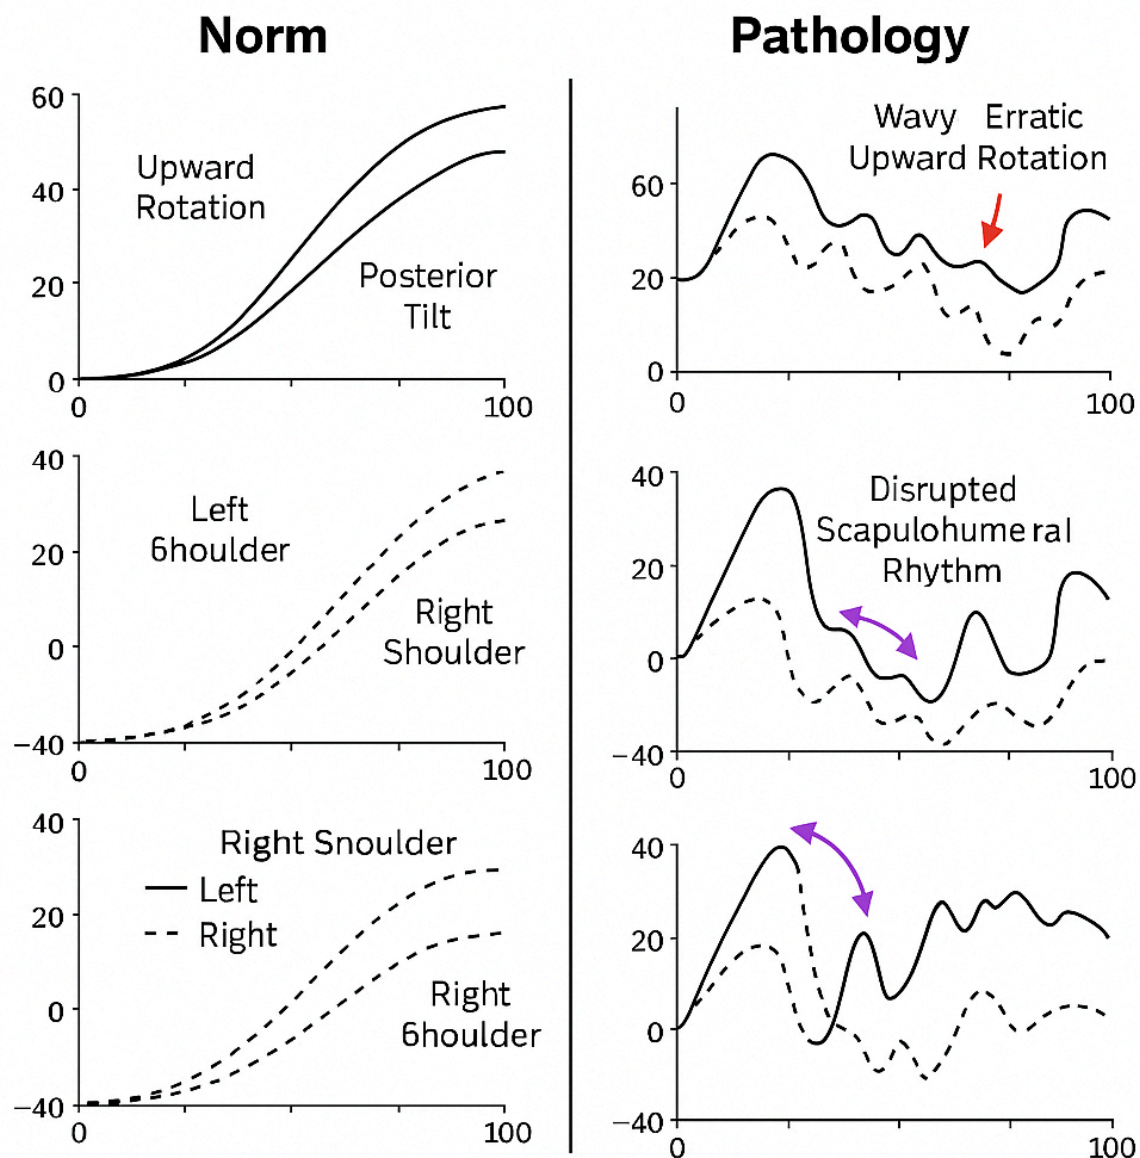 Norm
Pathology
60
40
20
0
0
100
Upward
Rotation
Posterior
Tilt
60
20
0
0
100
Wavy Erratic
Upward Rotation
40
20
0
−40
0
100
Left
6houlder
Right
Shoulder
40
20
0
−40
0
100
Disrupted
Scapulohumeral
Rhythm
40
20
0
−40
0
100
Right Snoulder
Left
Right
Right
6houlder
40
20
0
−40
0
100